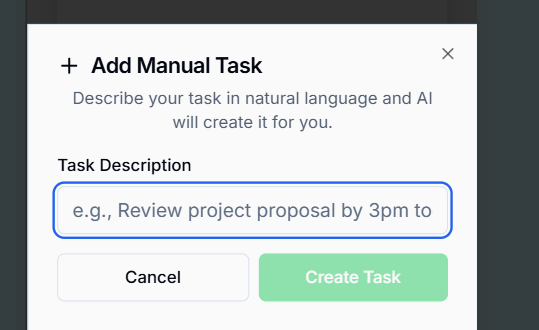 Add Manual Task
Describe your task in natural language and AI
will create it for you.
Task Description
e.g., Review project proposal by 3pm to
Cancel
Create Task